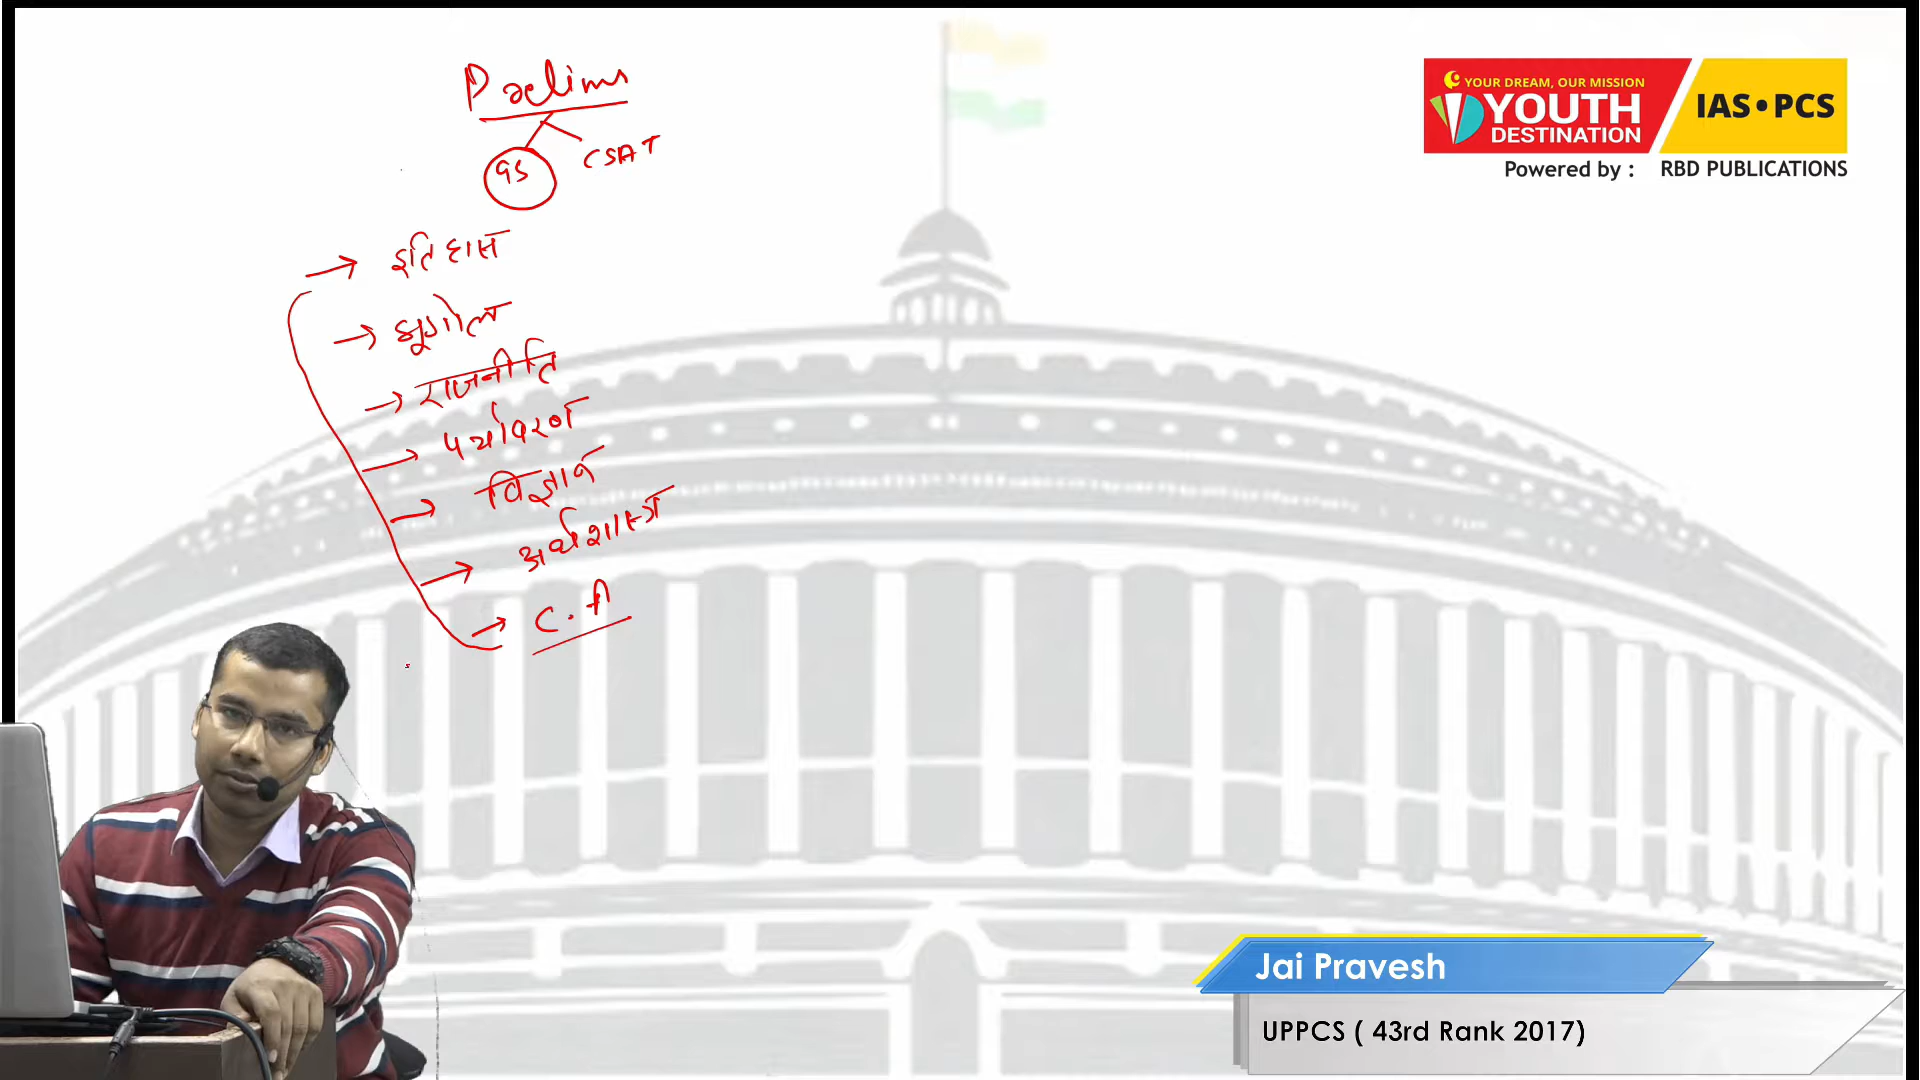 Prelims
GS CSAT
इतिहास
भूगोल
राजनीति
पर्यावरण
विज्ञान
अर्थशास्त्र
C.A
YOUR DREAM, OUR MISSION
YOUTH
DESTINATION
IAS•PCS
Powered by : RBD PUBLICATIONS
Jai Pravesh
UPPCS ( 43rd Rank 2017)